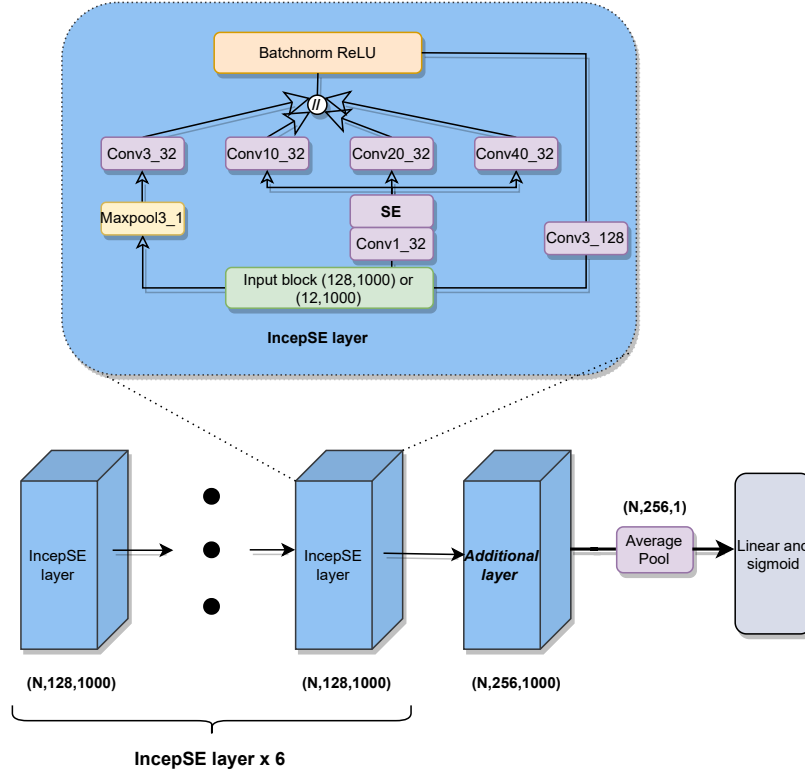 Batchnorm ReLU
//
Conv3_32
Conv10_32
Conv20_32
Conv40_32
SE
Maxpool3_1
Conv1_32
Conv3_128
Input block (128,1000) or
(12,1000)
IncepSE layer
IncepSE
layer
IncepSE
layer
Additional
layer
(N,256,1)
Average
Pool
Linear and
sigmoid
(N,128,1000)
(N,128,1000)
(N,256,1000)
IncepSE layer x 6